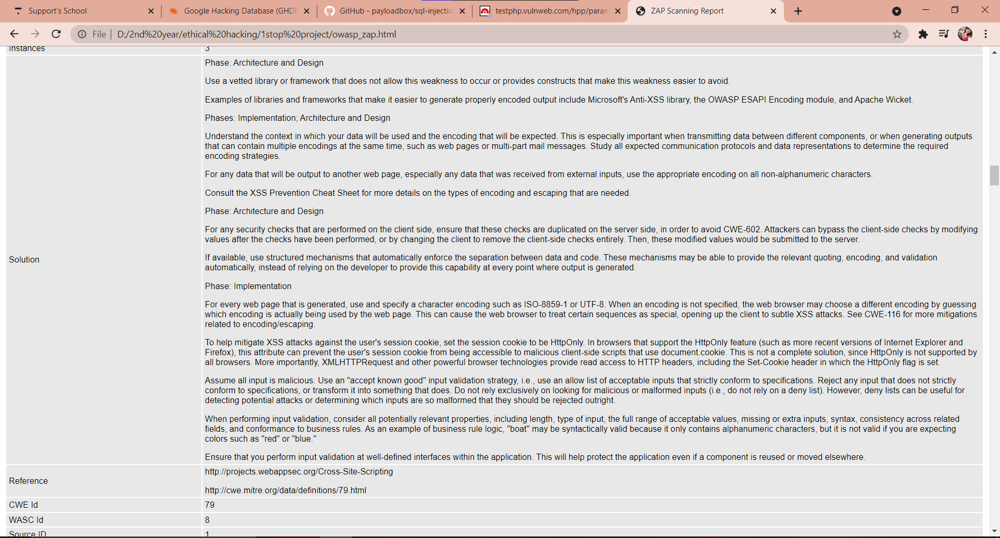 Support's School
Google Hacking Database (GHDB
GitHub - payloadbox/sql-injectio
testphp.vulnweb.com/hpp/param
ZAP Scanning Report
File
D:/2nd%20year/ethical%20hacking/1stop%20project/owasp_zap.html
Instances
3
Solution
Phase: Architecture and Design
Use a vetted library or framework that does not allow this weakness to occur or provides constructs that make this weakness easier to avoid.
Examples of libraries and frameworks that make it easier to generate properly encoded output include Microsoft's Anti-XSS library, the OWASP ESAPI Encoding module, and Apache Wicket.
Phases: Implementation; Architecture and Design
Understand the context in which your data will be used and the encoding that will be expected. This is especially important when transmitting data between different components, or when generating outputs
that can contain multiple encodings at the same time, such as web pages or multi-part mail messages. Study all expected communication protocols and data representations to determine the required
encoding strategies.
For any data that will be output to another web page, especially any data that was received from external inputs, use the appropriate encoding on all non-alphanumeric characters.
Consult the XSS Prevention Cheat Sheet for more details on the types of encoding and escaping that are needed.
Phase: Architecture and Design
For any security checks that are performed on the client side, ensure that these checks are duplicated on the server side, in order to avoid CWE-602. Attackers can bypass the client-side checks by modifying
values after the checks have been performed, or by changing the client to remove the client-side checks entirely. Then, these modified values would be submitted to the server.
If available, use structured mechanisms that automatically enforce the separation between data and code. These mechanisms may be able to provide the relevant quoting, encoding, and validation
automatically, instead of relying on the developer to provide this capability at every point where output is generated.
Phase: Implementation
For every web page that is generated, use and specify a character encoding such as ISO-8859-1 or UTF-8. When an encoding is not specified, the web browser may choose a different encoding by guessing
which encoding is actually being used by the web page. This can cause the web browser to treat certain sequences as special, opening up the client to subtle XSS attacks. See CWE-116 for more mitigations
related to encoding/escaping.
To help mitigate XSS attacks against the user's session cookie, set the session cookie to be HttpOnly. In browsers that support the HttpOnly feature (such as more recent versions of Internet Explorer and
Firefox), this attribute can prevent the user's session cookie from being accessible to malicious client-side scripts that use document.cookie. This is not a complete solution, since HttpOnly is not supported by
all browsers. More importantly, XMLHTTPRequest and other powerful browser technologies provide read access to HTTP headers, including the Set-Cookie header in which the HttpOnly flag is set.
Assume all input is malicious. Use an "accept known good" input validation strategy, i.e., use an allow list of acceptable inputs that strictly conform to specifications. Reject any input that does not strictly
conform to specifications, or transform it into something that does. Do not rely exclusively on looking for malicious or malformed inputs (i.e., do not rely on a deny list). However, deny lists can be useful for
detecting potential attacks or determining which inputs are so malformed that they should be rejected outright.
When performing input validation, consider all potentially relevant properties, including length, type of input, the full range of acceptable values, missing or extra inputs, syntax, consistency across related
fields, and conformance to business rules. As an example of business rule logic, "boat" may be syntactically valid because it only contains alphanumeric characters, but it is not valid if you are expecting
colors such as "red" or "blue."
Ensure that you perform input validation at well-defined interfaces within the application. This will help protect the application even if a component is reused or moved elsewhere.
Reference
http://projects.webappsec.org/Cross-Site-Scripting
http://cwe.mitre.org/data/definitions/79.html
CWE Id
79
WASC Id
8
Source ID
1